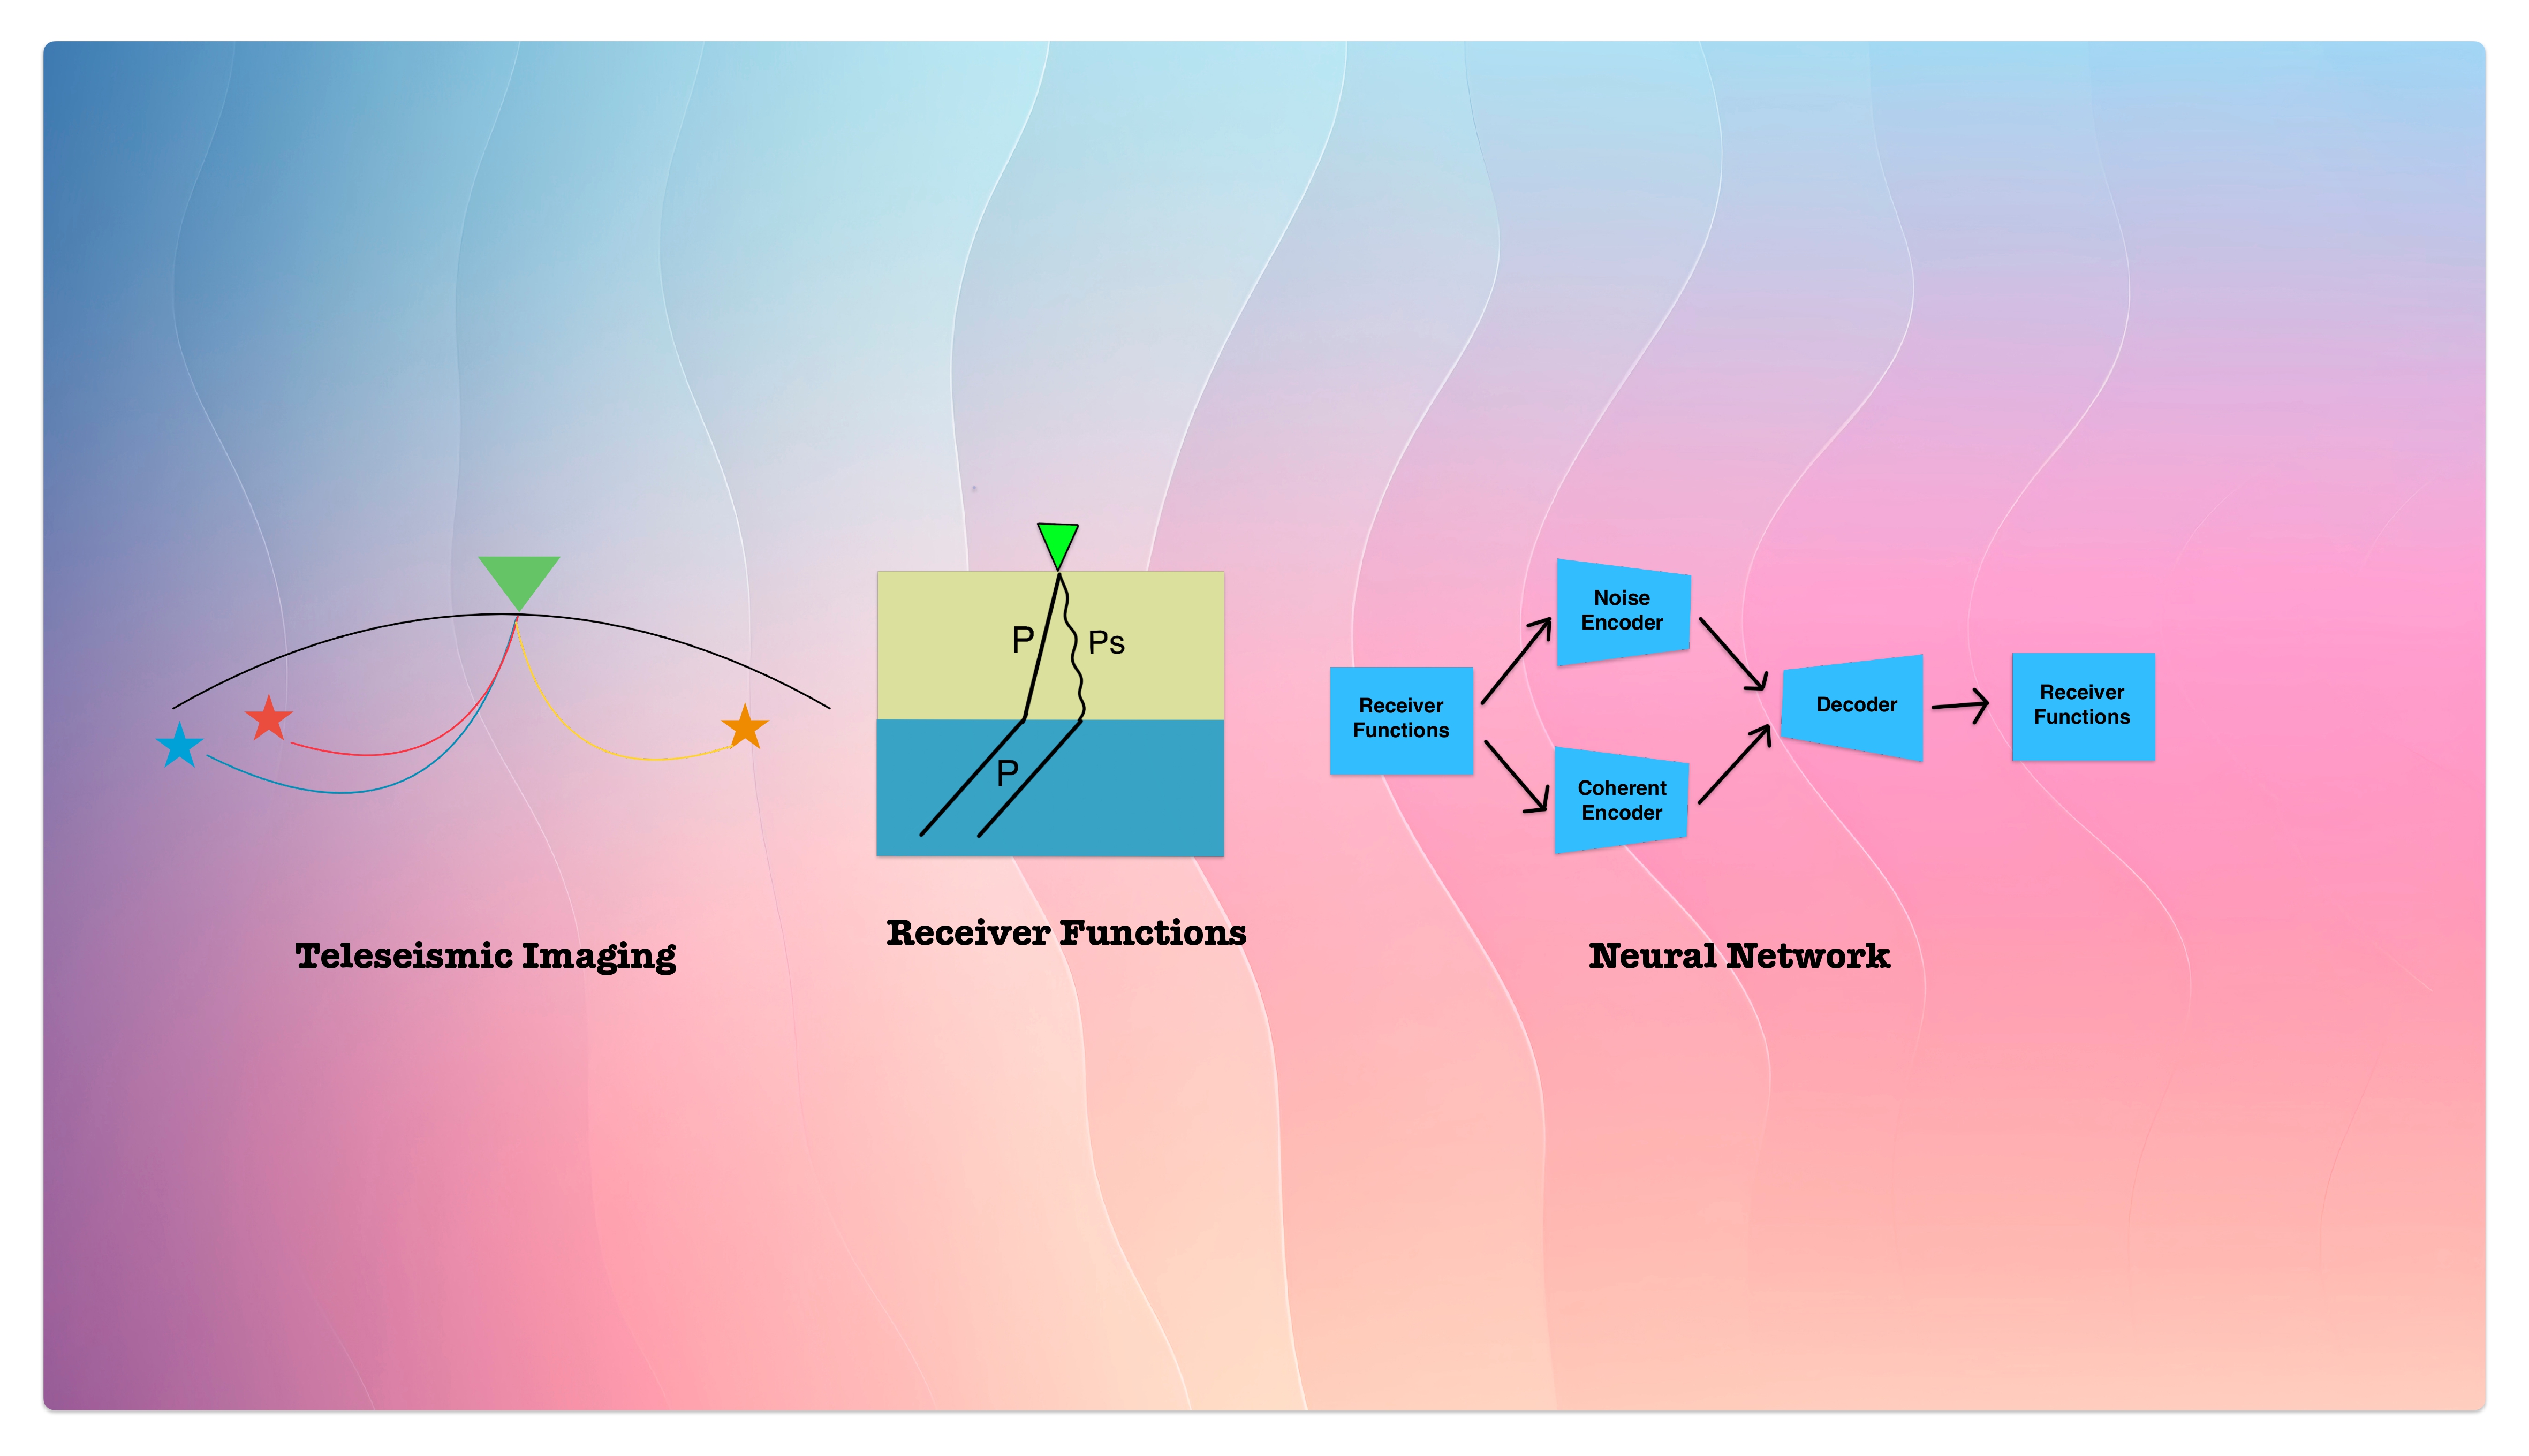 P
Ps
P
Receiver Functions
Teleseismic Imaging
Noise
Encoder
Receiver
Functions
Coherent
Encoder
Decoder
Receiver
Functions
Neural Network